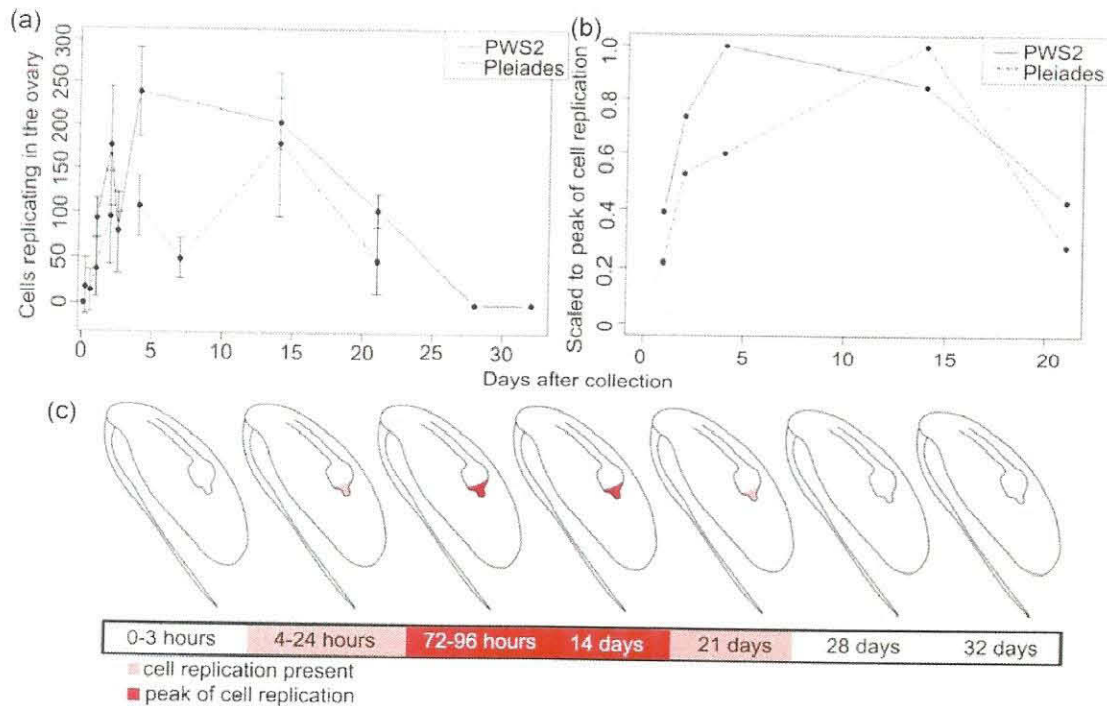 (a)
300
250
200
150
100
50
0
Cells replicating in the ovary
PWS2
Pleiades
0 5 10 15 20 25 30
(b)
1.0
0.8
0.6
0.4
0.2
0
Scaled to peak of cell replication
PWS2
Pleiades
0 5 10 15 20
Days after collection
(c)
0-3 hours 4-24 hours 72-96 hours 14 days 21 days 28 days 32 days
cell replication present
peak of cell replication